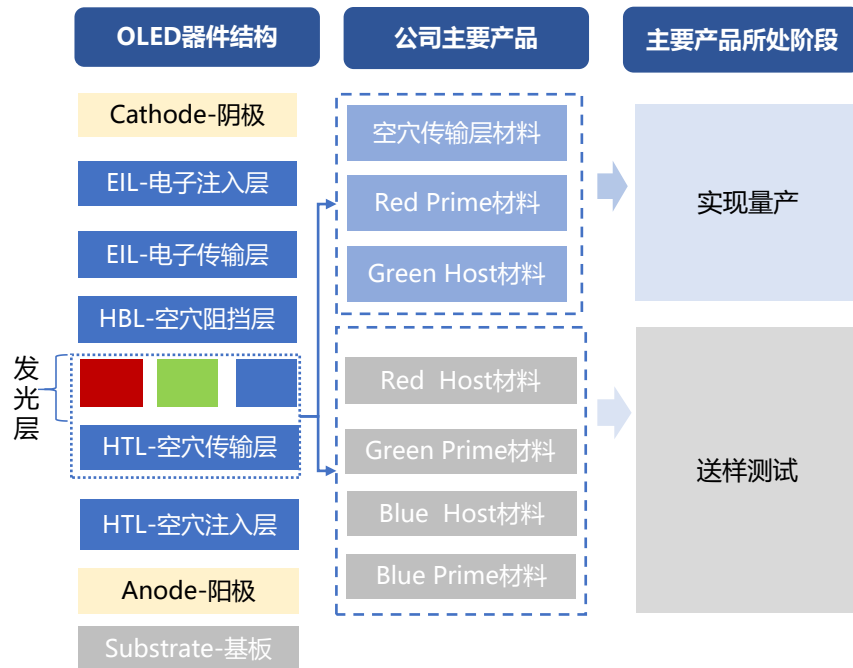 OLED器件结构
公司主要产品
主要产品所处阶段
Cathode-阴极
EIL-电子注入层
EIL-电子传输层
HBL-空穴阻挡层
发光层
HTL-空穴传输层
HTL-空穴注入层
Anode-阳极
Substrate-基板
空穴传输层材料
Red Prime材料
Green Host材料
Red Host材料
Green Prime材料
Blue Host材料
Blue Prime材料
实现量产
送样测试